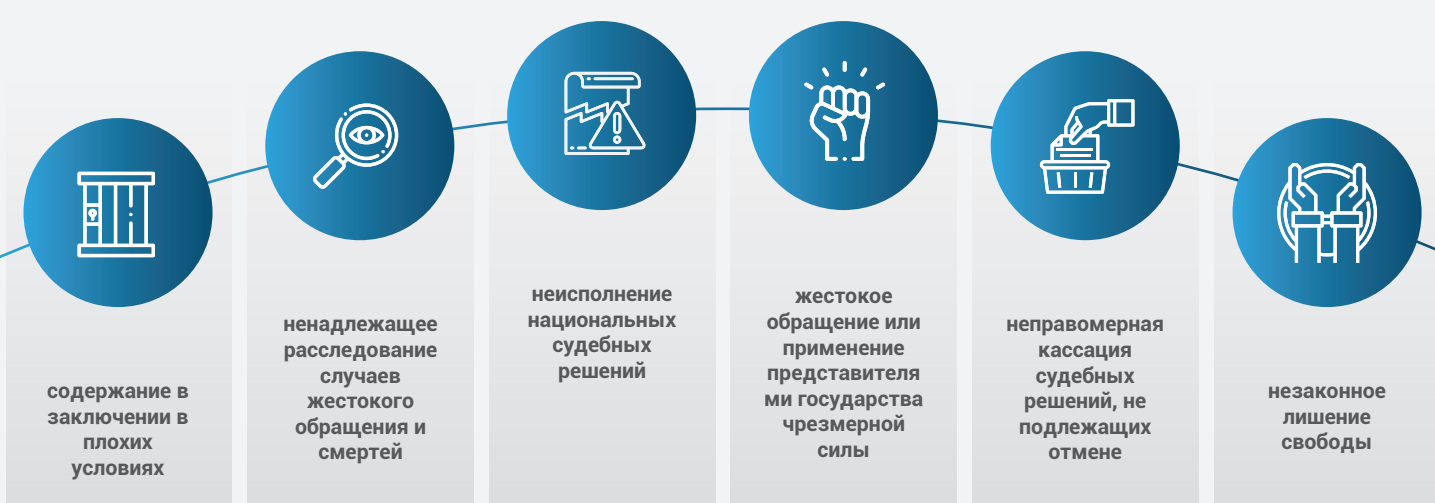 содержание в
заключении в
плохих
условиях
ненадлежащее
расследование
случаев
жестокого
обращения и
смертей
неисполнение
национальных
судебных
решений
жестокое
обращение или
применение
представителя
ми государства
чрезмерной
силы
неправомерная
кассация
судебных
решений, не
подлежащих
отмене
незаконное
лишение
свободы